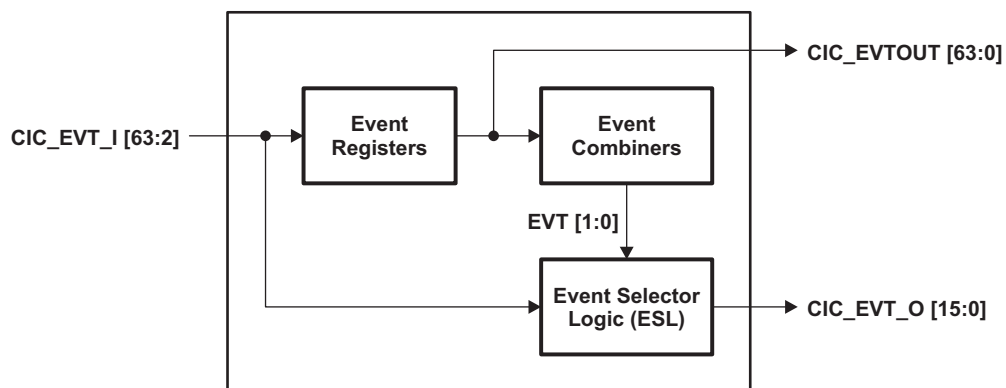 CIC_EVTOUT [63:0]
CIC_EVT_I [63:2]
Event
Registers
Event
Combiners
EVT [1:0]
Event Selector
Logic (ESL)
CIC_EVT_O [15:0]